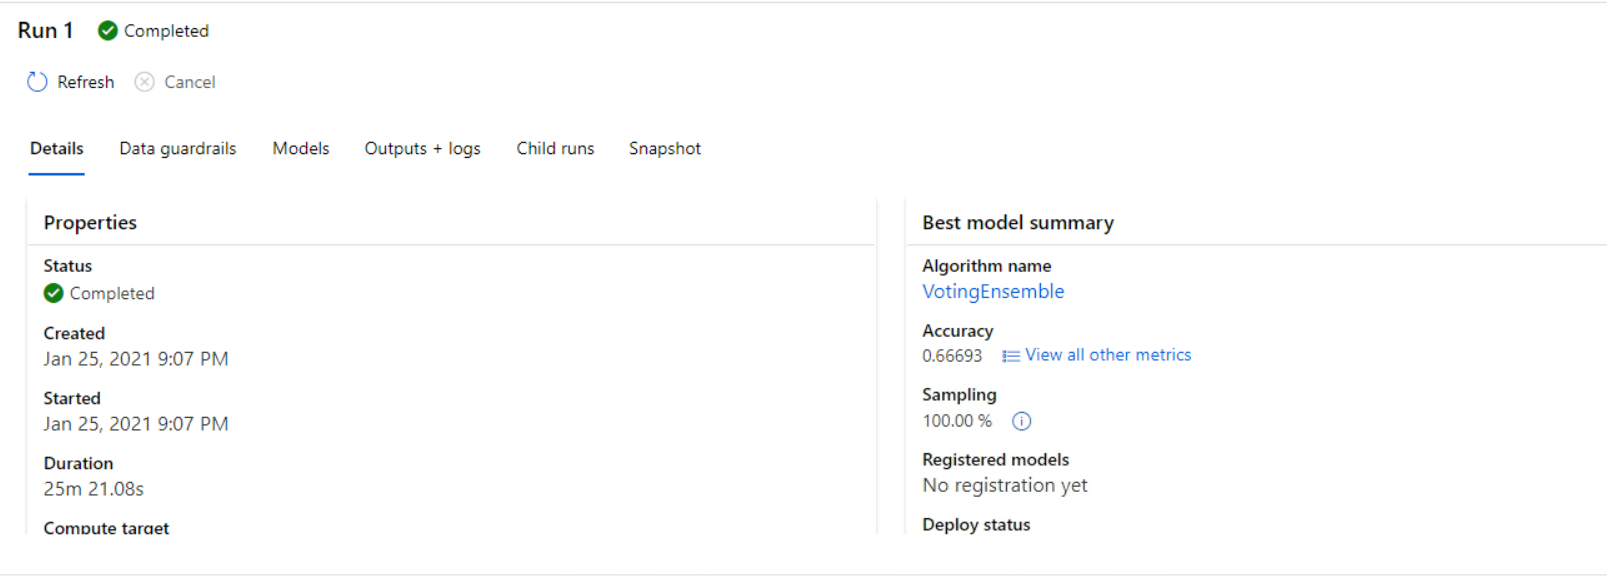 Run 1 Completed
Refresh Cancel
Details Data guardrails Models Outputs + logs Child runs Snapshot
Properties
Status
Completed
Created
Jan 25, 2021 9:07 PM
Started
Jan 25, 2021 9:07 PM
Duration
25m 21.08s
Compute target
Best model summary
Algorithm name
VotingEnsemble
Accuracy
0.66693 View all other metrics
Sampling
100.00 %
Registered models
No registration yet
Deploy status